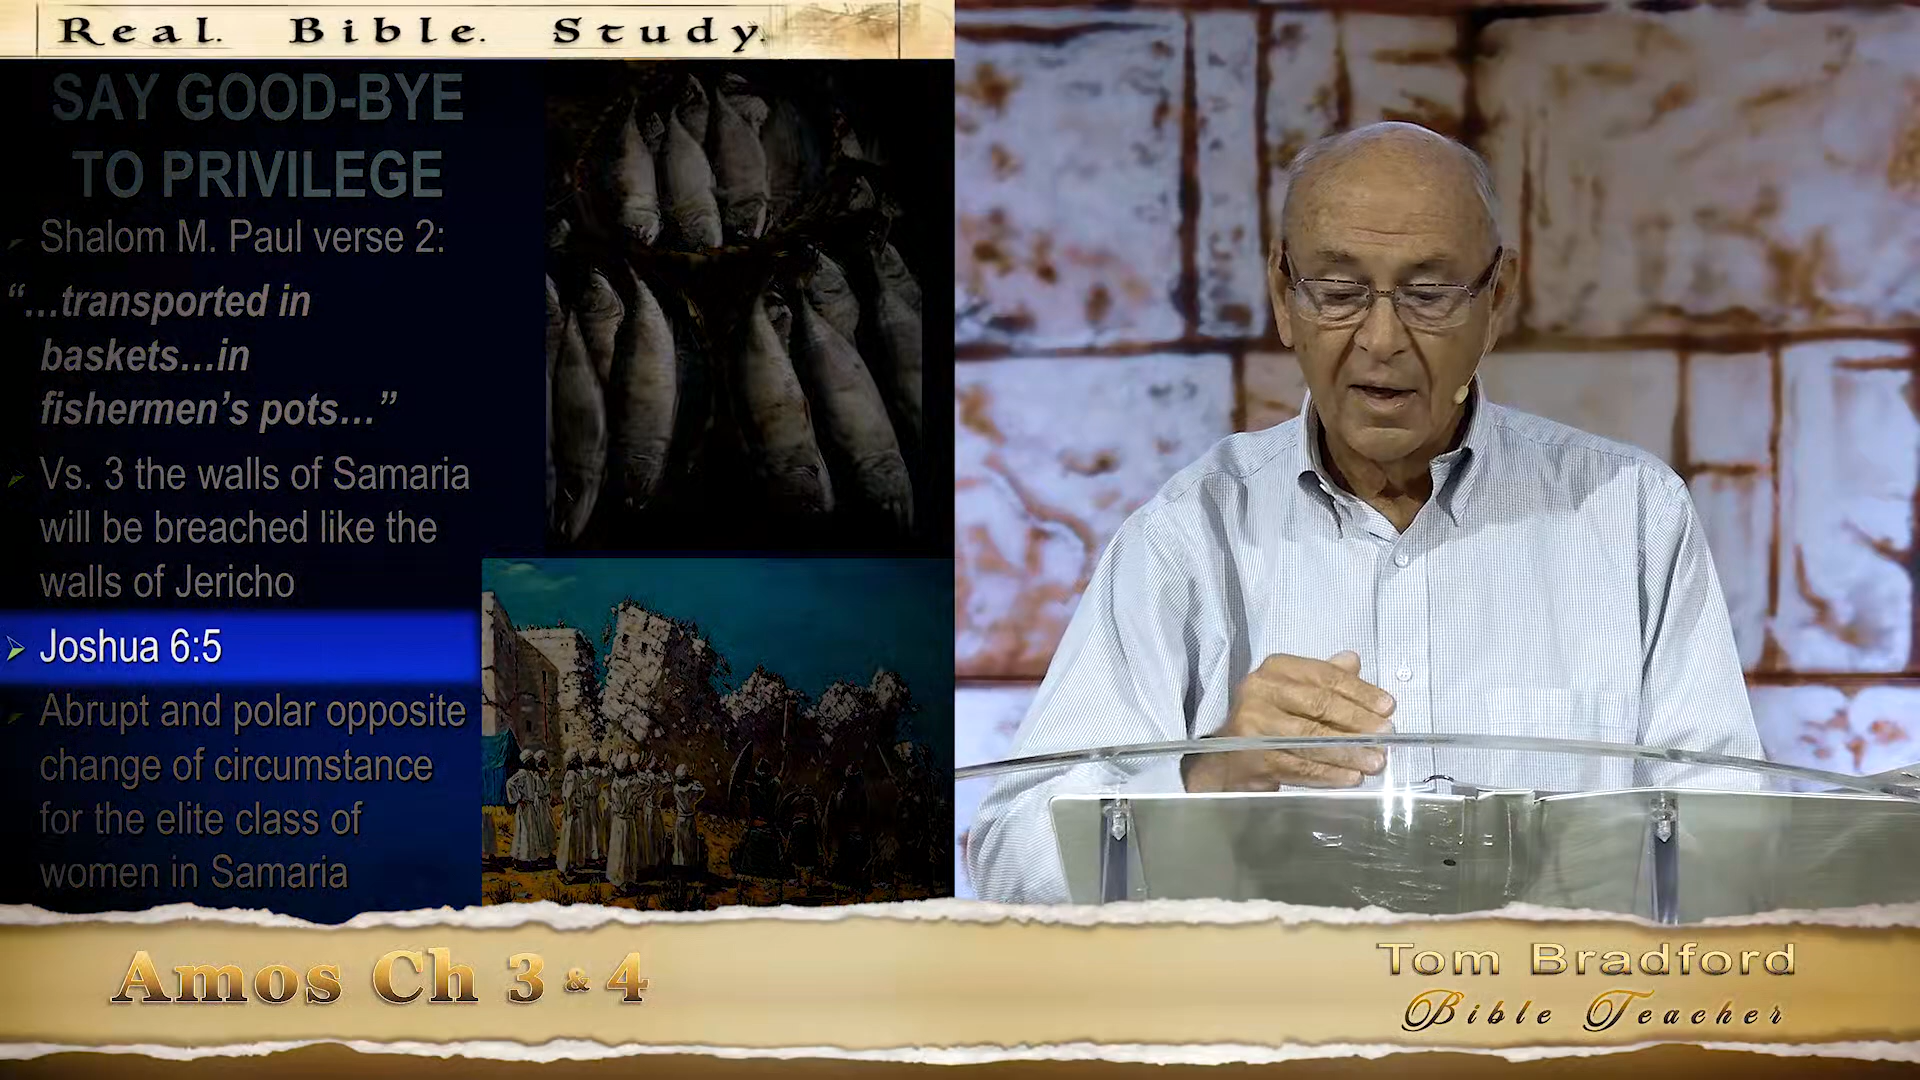 Real. Bible. Study.
SAY GOOD-BYE
TO PRIVILEGE
Shalom M. Paul verse 2:
“...transported in
baskets...in
fishermen’s pots...”
Vs. 3 the walls of Samaria
will be breached like the
walls of Jericho
Joshua 6:5
Abrupt and polar opposite
change of circumstance
for the elite class of
women in Samaria
Amos Ch 3 & 4
Tom Bradford
Bible Teacher